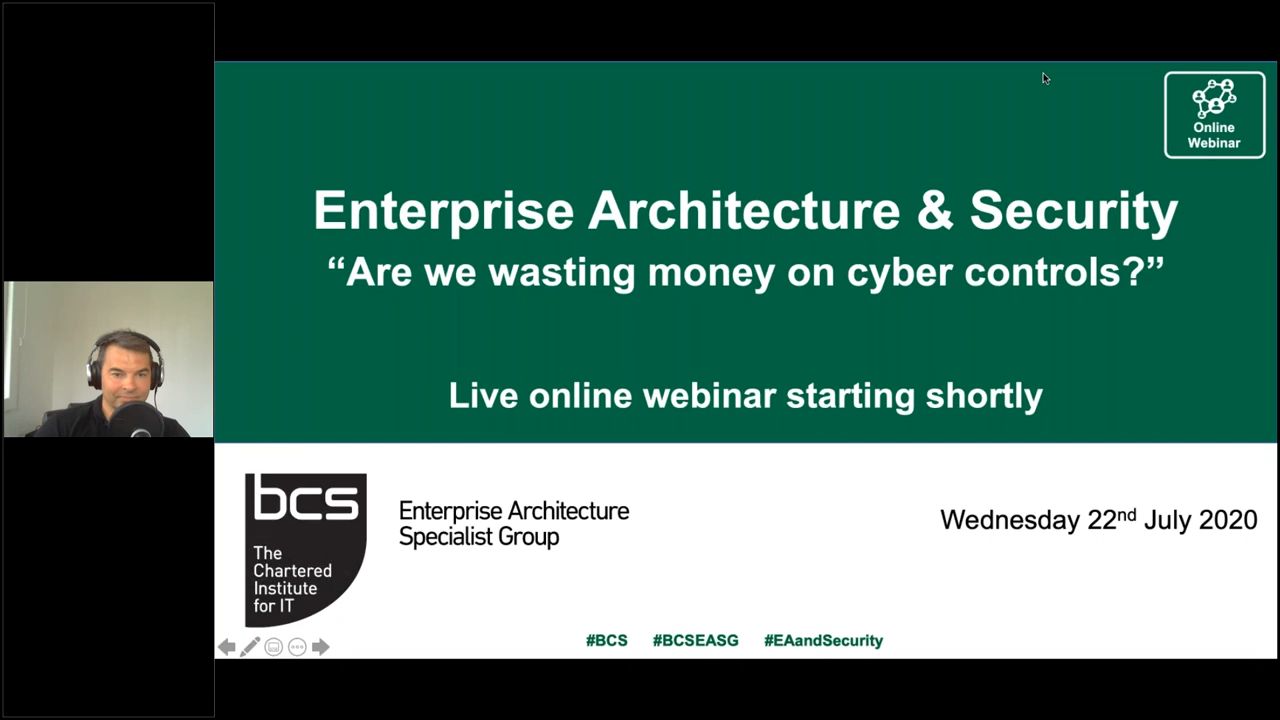 Online
Webinar
Enterprise Architecture & Security
“Are we wasting money on cyber controls?”
Live online webinar starting shortly
bcs
The
Chartered
Institute
for IT
Enterprise Architecture
Specialist Group
Wednesday 22nd July 2020
#BCS #BCSEASG #EAandSecurity